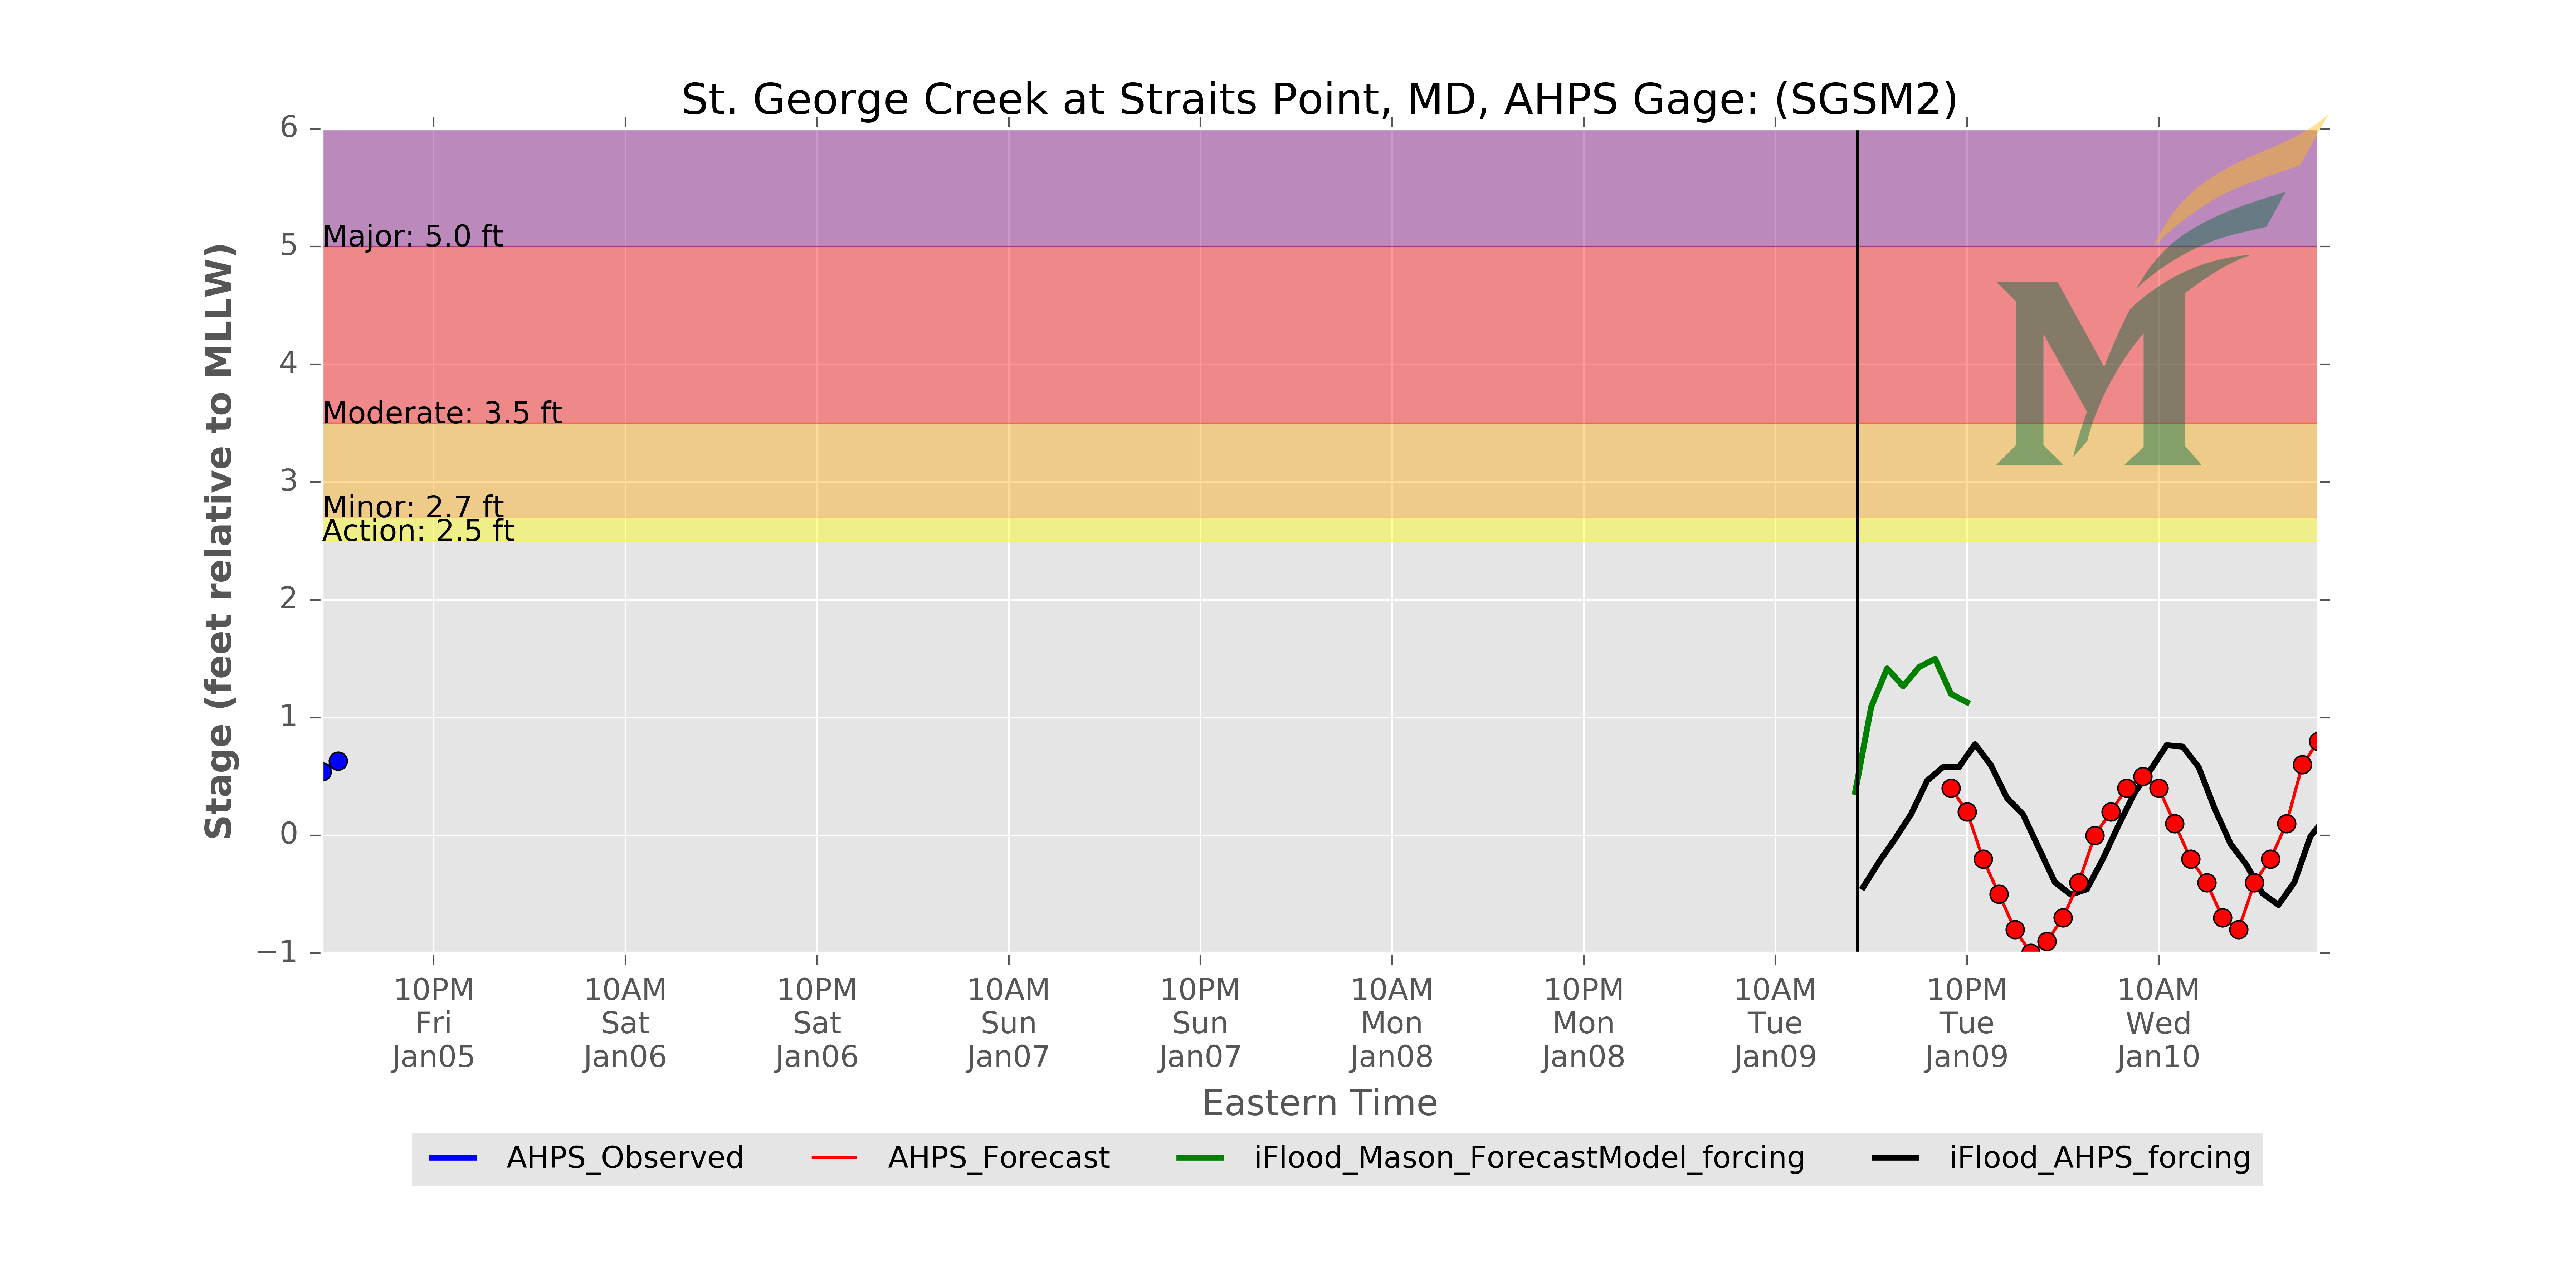 St. George Creek at Straits Point, MD, AHPS Gage: (SGSM2)
Stage (feet relative to MLLW)
6
5
4
3
2
1
0
−1
Major: 5.0 ft
Moderate: 3.5 ft
Minor: 2.7 ft
Action: 2.5 ft
M
10PM 10AM 10PM 10AM 10PM 10AM 10PM 10AM 10PM 10AM
Fri Sat Sat Sun Sun Mon Mon Tue Tue Wed
Jan05 Jan06 Jan06 Jan07 Jan07 Jan08 Jan08 Jan09 Jan09 Jan10
Eastern Time
AHPS_Observed AHPS_Forecast iFlood_Mason_ForecastModel_forcing iFlood_AHPS_forcing